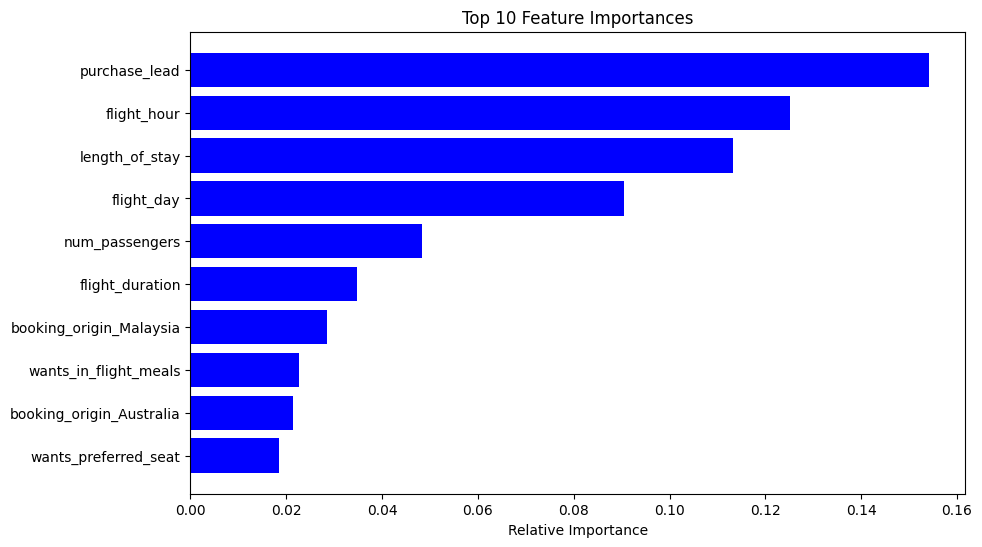 Top 10 Feature Importances
purchase_lead
flight_hour
length_of_stay
flight_day
num_passengers
flight_duration
booking_origin_Malaysia
wants_in_flight_meals
booking_origin_Australia
wants_preferred_seat
0.00 0.02 0.04 0.06 0.08 0.10 0.12 0.14 0.16
Relative Importance